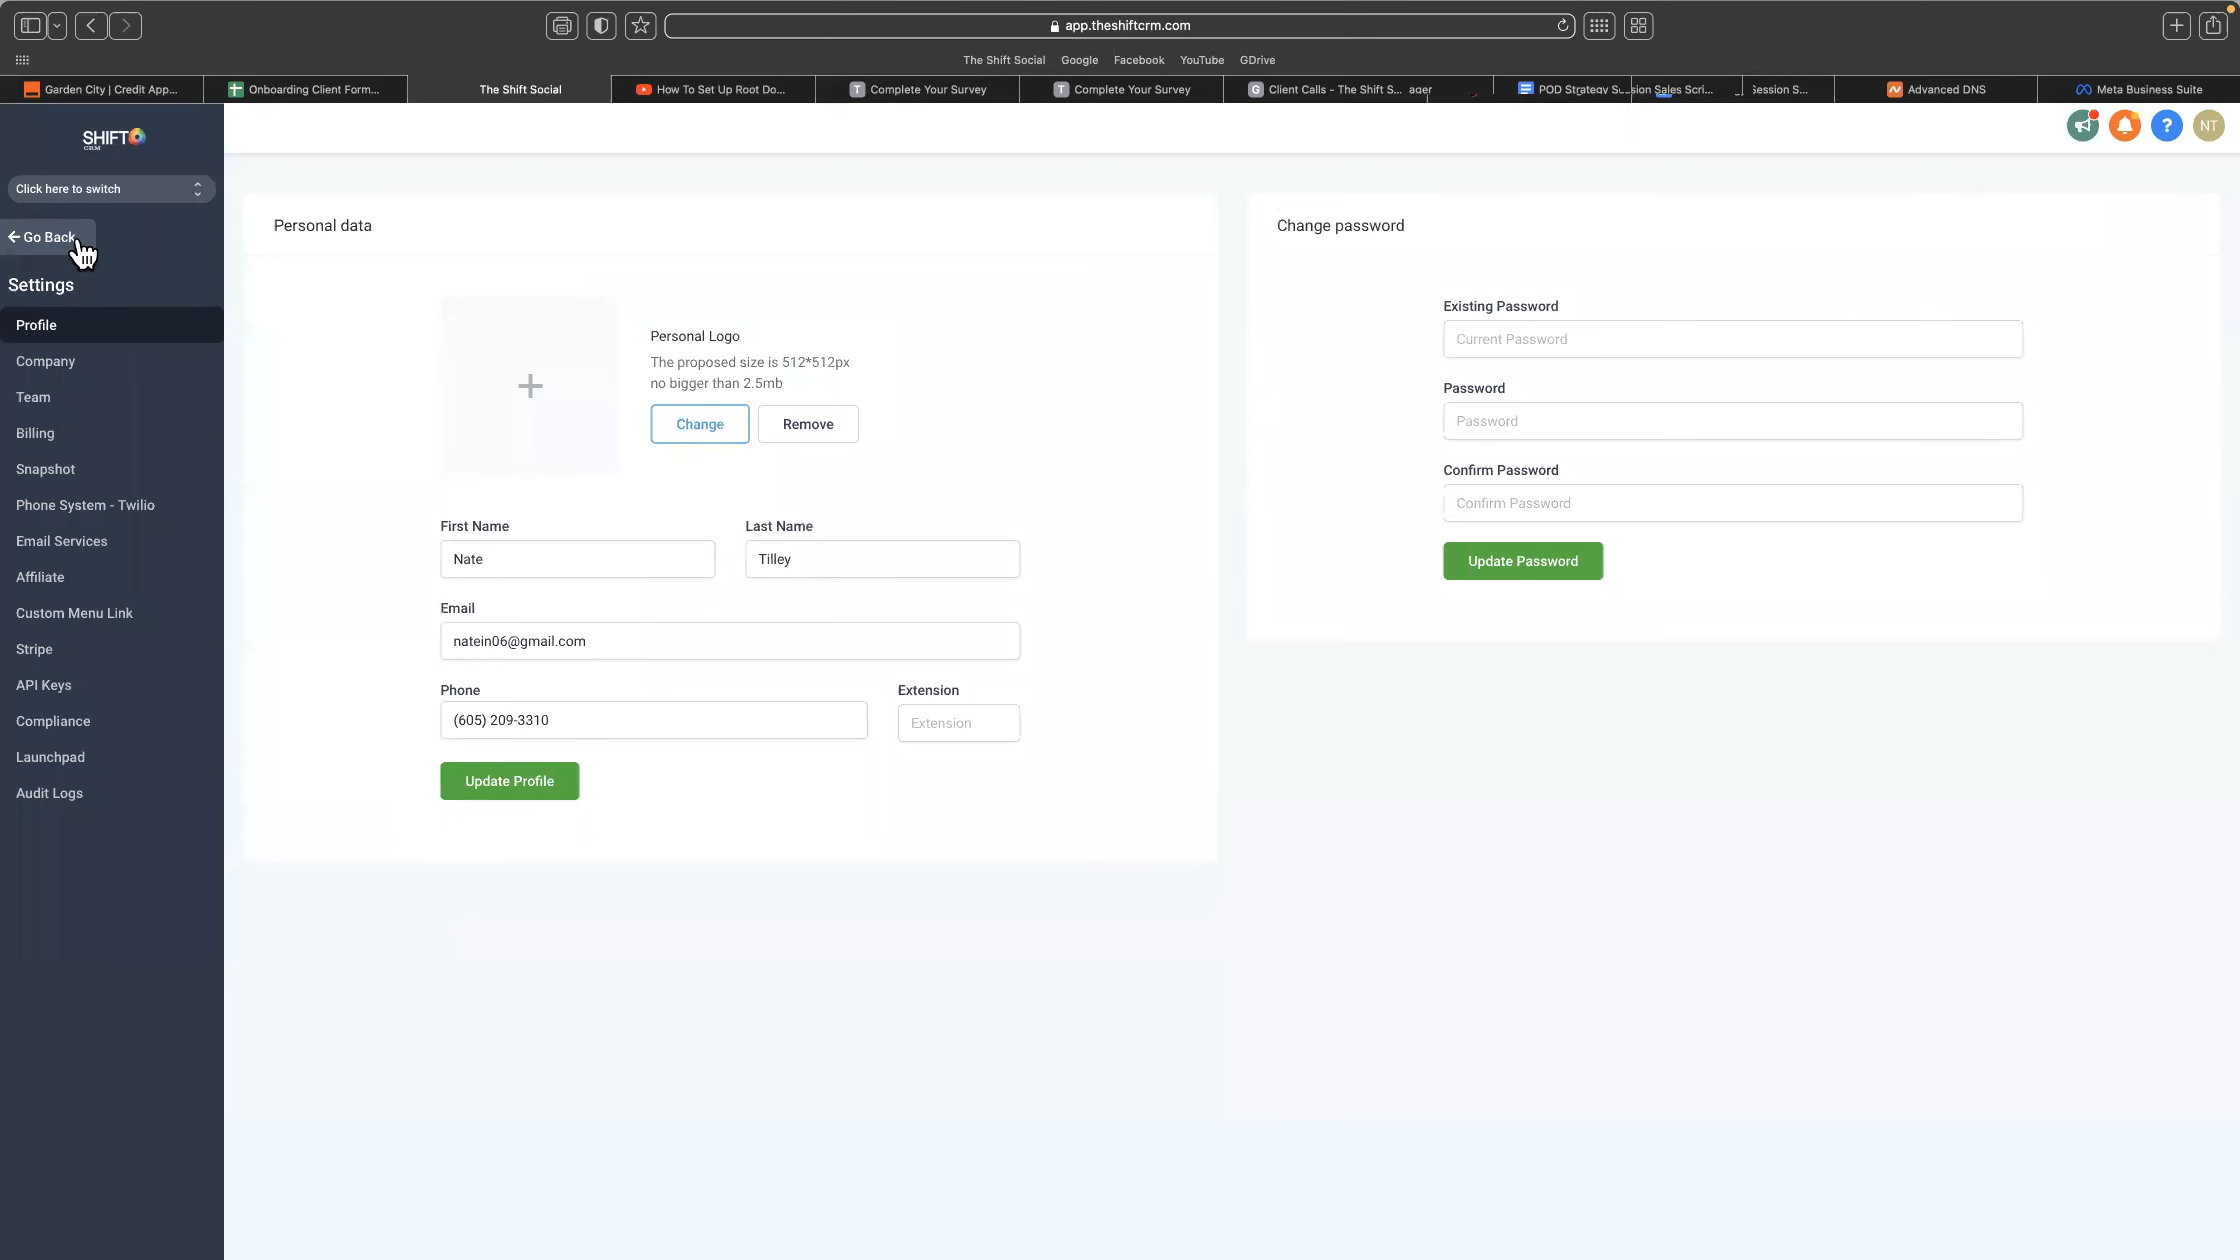 app.theshiftcrm.com
The Shift Social Google Facebook YouTube GDrive
Garden City | Credit App... Onboarding Client Form... The Shift Social How To Set Up Root Do... Complete Your Survey Complete Your Survey Client Calls - The Shift S... ager POD Strategy Su...sion Sales Scri... Session S... Advanced DNS Meta Business Suite
SHIFT
CRM
? NT
Click here to switch
Go Back
Settings
Profile
Company
Team
Billing
Snapshot
Phone System - Twilio
Email Services
Affiliate
Custom Menu Link
Stripe
API Keys
Compliance
Launchpad
Audit Logs
Personal data
Personal Logo
The proposed size is 512*512px
no bigger than 2.5mb
Change Remove
First Name Last Name
Nate Tilley
Email
natein06@gmail.com
Phone Extension
(605) 209-3310 Extension
Update Profile
Change password
Existing Password
Current Password
Password
Password
Confirm Password
Confirm Password
Update Password